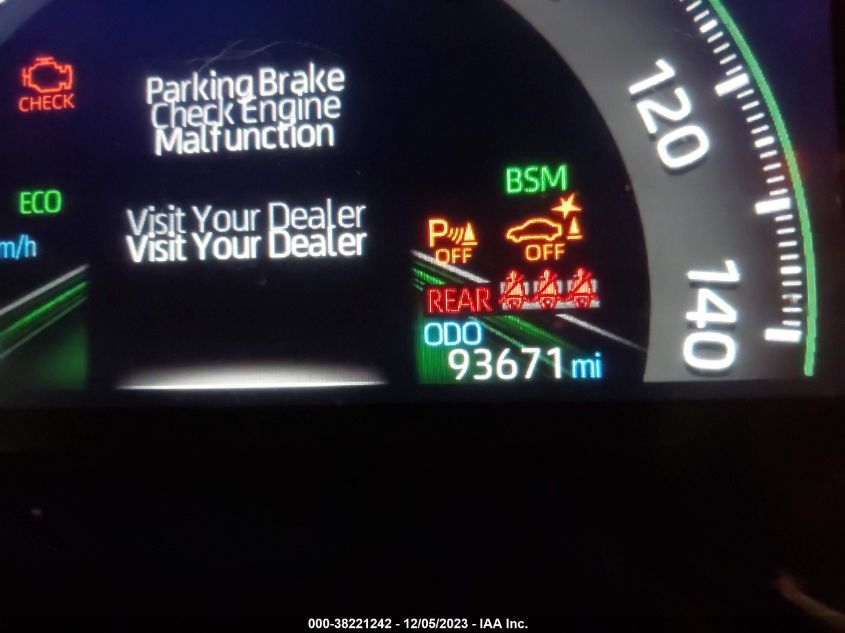 CHECK
Parking Brake
Check Engine
Malfunction
120
BSM
ECO
Visit Your Dealer
Visit Your Dealer
m/h
P OFF
OFF
140
REAR
ODO
93671 mi
000-38221242 - 12/05/2023 - IAA Inc.